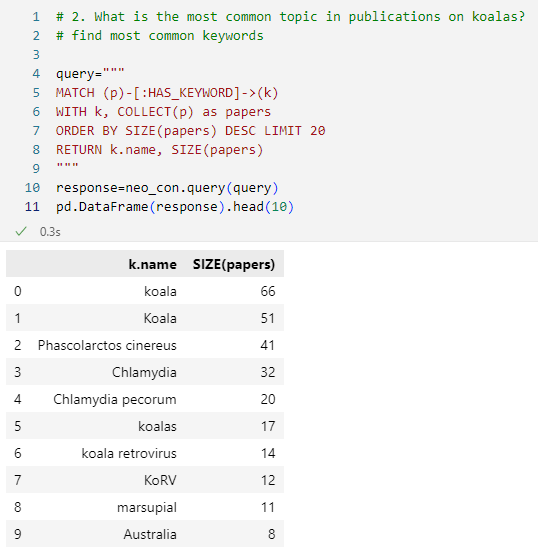 1 # 2. What is the most common topic in publications on koalas?
2 # find most common keywords
3
4 query="""
5 MATCH (p)-[:HAS_KEYWORD]->(k)
6 WITH k, COLLECT(p) as papers
7 ORDER BY SIZE(papers) DESC LIMIT 20
8 RETURN k.name, SIZE(papers)
9 """
10 response=neo_con.query(query)
11 pd.DataFrame(response).head(10)
0.3s
k.name SIZE(papers)
0 koala 66
1 Koala 51
2 Phascolarctos cinereus 41
3 Chlamydia 32
4 Chlamydia pecorum 20
5 koalas 17
6 koala retrovirus 14
7 KoRV 12
8 marsupial 11
9 Australia 8